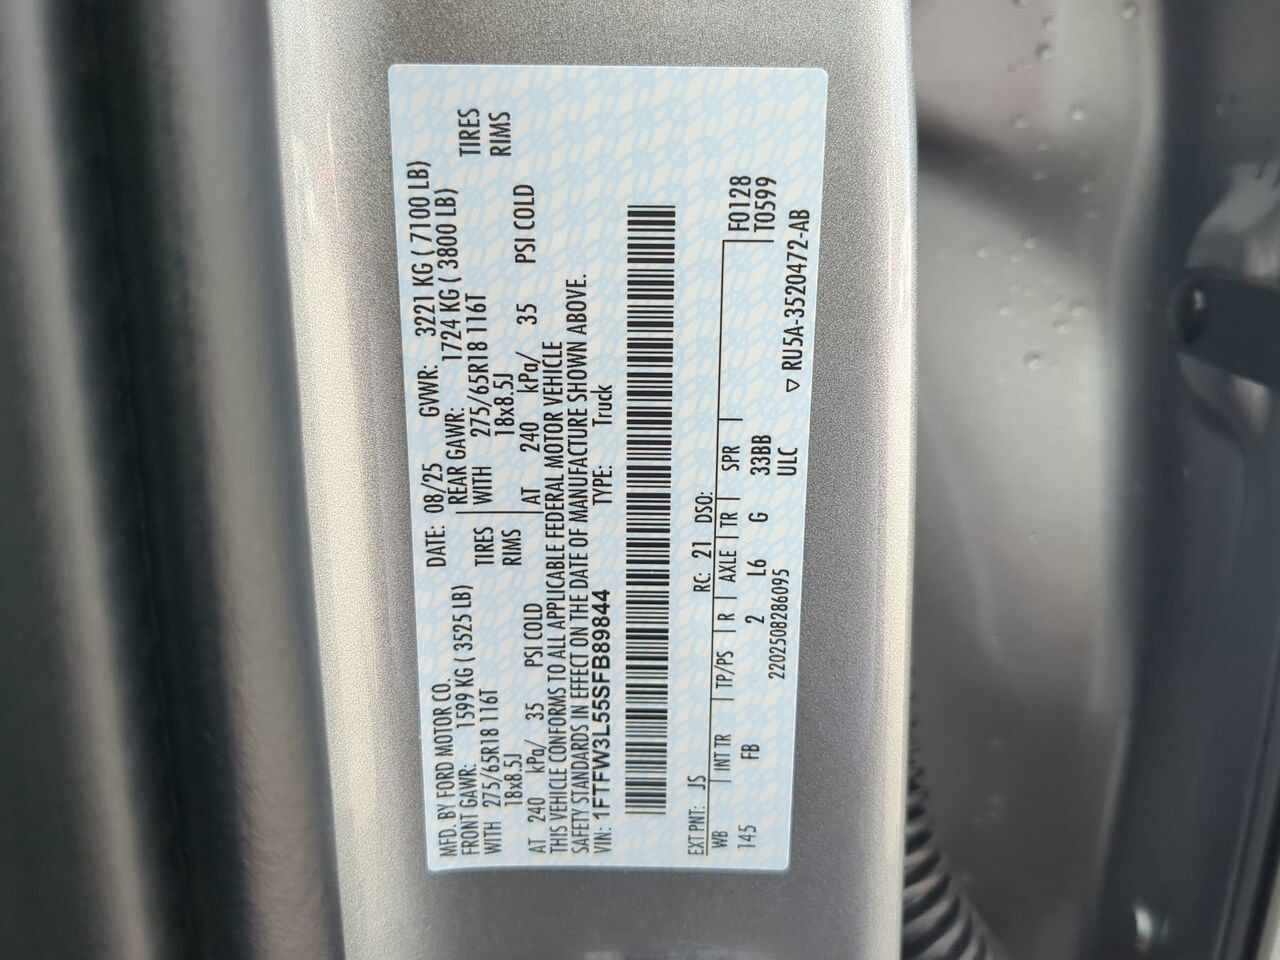 MFD. BY FORD MOTOR CO. DATE: 08/25 GVWR: 3221 KG ( 7100 LB)
FRONT GAWR: 1599 KG ( 3525 LB) REAR GAWR: 1724 KG ( 3800 LB)
WITH 275/65R18 116T TIRES WITH 275/65R18 116T TIRES
18x8.5J RIMS 18x8.5J RIMS
AT 240 kPa/ 35 PSI COLD AT 240 kPa/ 35 PSI COLD
THIS VEHICLE CONFORMS TO ALL APPLICABLE FEDERAL MOTOR VEHICLE
SAFETY STANDARDS IN EFFECT ON THE DATE OF MANUFACTURE SHOWN ABOVE.
VIN: 1FTFW3L55SFB89844 TYPE: Truck
EXT PNT: JS RC: 21 DSO:
WB INT TR TP/PS R AXLE TR SPR F0128
145 FB 2 L6 G 33BB T0599
2202508286095 ULC
▽ RU5A-3520472-AB